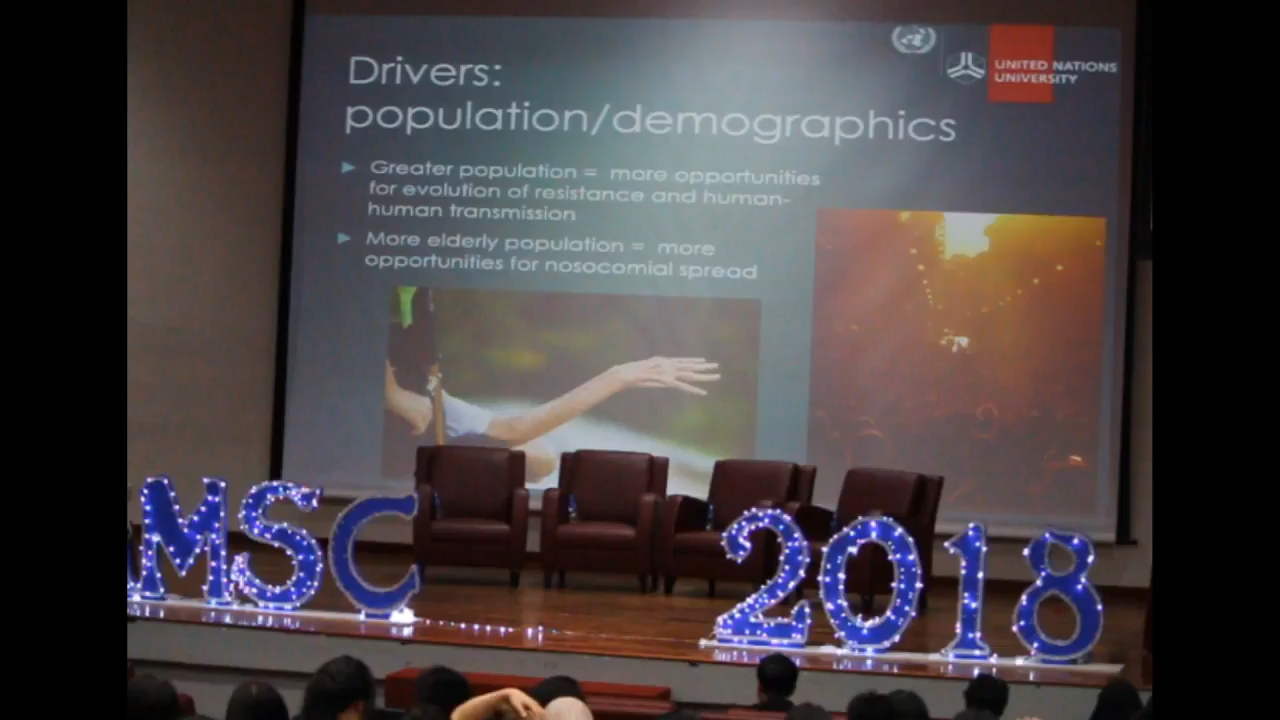 UNITED NATIONS
UNIVERSITY
Drivers:
population/demographics
Greater population = more opportunities
for evolution of resistance and human-
human transmission
More elderly population = more
opportunities for nosocomial spread
MSC
2018